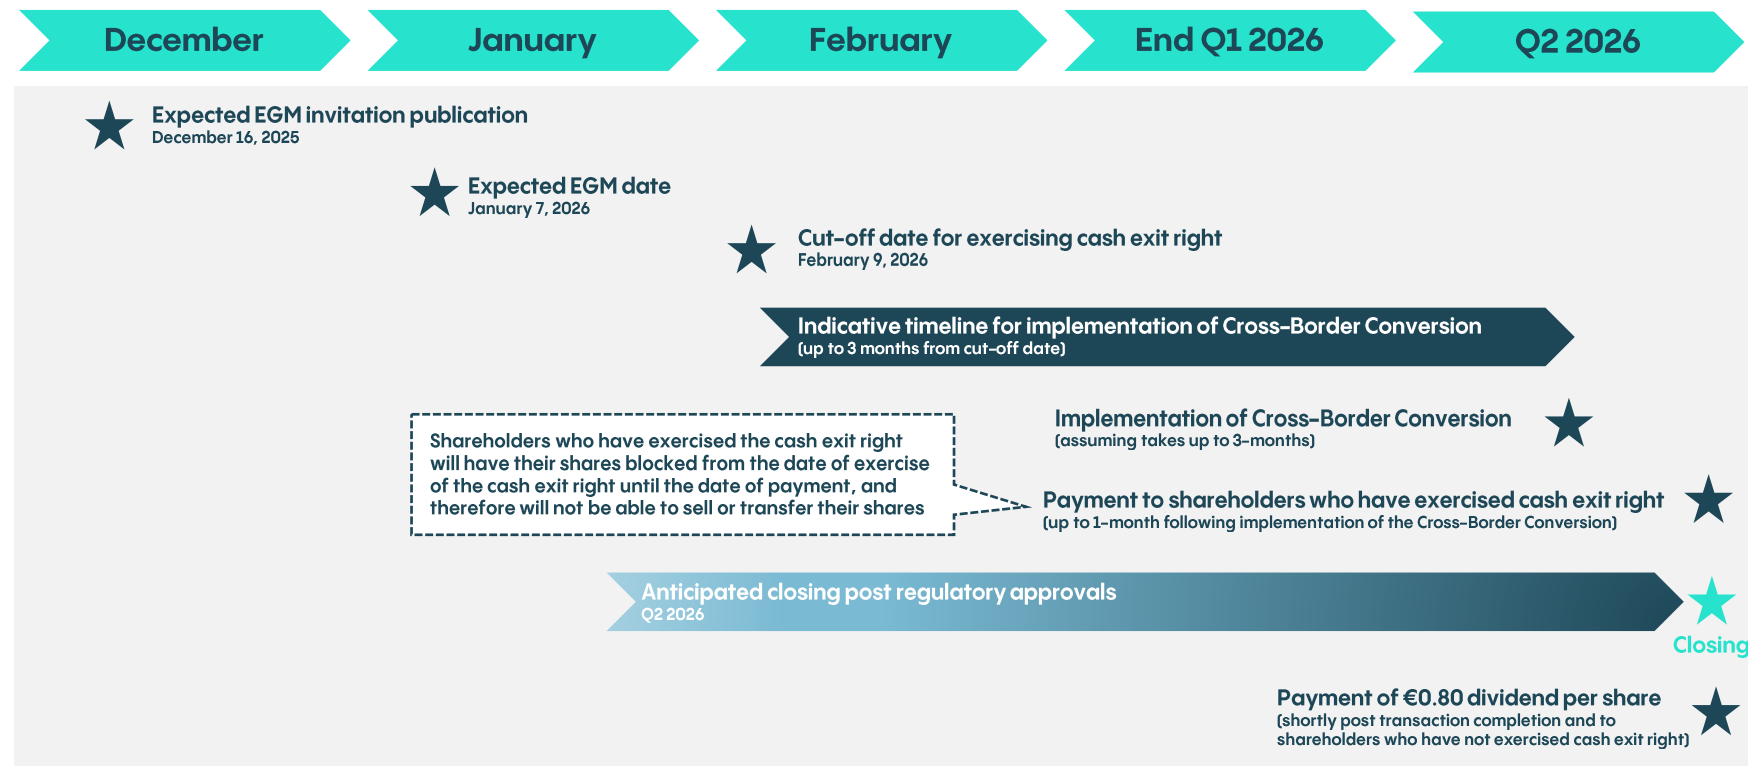 December
January
February
End Q1 2026
Q2 2026
Expected EGM invitation publication
December 16, 2025
Expected EGM date
January 7, 2026
Cut-off date for exercising cash exit right
February 9, 2026
Indicative timeline for implementation of Cross-Border Conversion
(up to 3 months from cut-off date)
Implementation of Cross-Border Conversion
(assuming takes up to 3-months)
Shareholders who have exercised the cash exit right
will have their shares blocked from the date of exercise
of the cash exit right until the date of payment, and
therefore will not be able to sell or transfer their shares
Payment to shareholders who have exercised cash exit right
(up to 1-month following implementation of the Cross-Border Conversion)
Anticipated closing post regulatory approvals
Q2 2026
Closing
Payment of €0.80 dividend per share
(shortly post transaction completion and to
shareholders who have not exercised cash exit right)